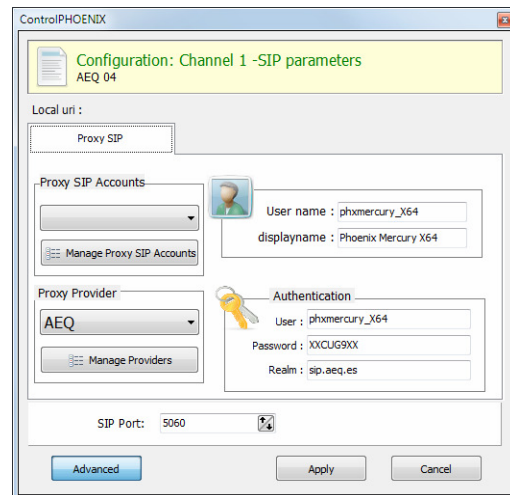 ControlPHOENIX
Configuration: Channel 1 -SIP parameters
AEQ 04
Local uri :
Proxy SIP
Proxy SIP Accounts
Manage Proxy SIP Accounts
User name : phxmercury_X64
displayname : Phoenix Mercury X64
Proxy Provider
AEQ
Manage Providers
Authentication
User : phxmercury_X64
Password : XXCUG9XX
Realm : sip.aeq.es
SIP Port: 5060
Advanced
Apply
Cancel